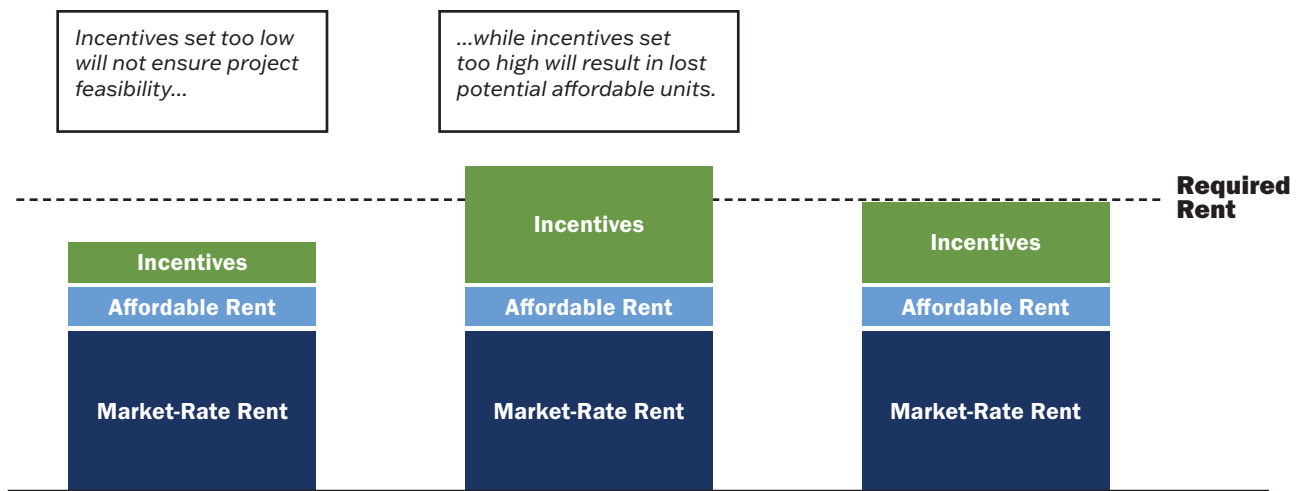 Incentives set too low
will not ensure project
feasibility...
...while incentives set
too high will result in lost
potential affordable units.
Required
Rent
Incentives
Affordable Rent
Market-Rate Rent
Incentives
Affordable Rent
Market-Rate Rent
Incentives
Affordable Rent
Market-Rate Rent